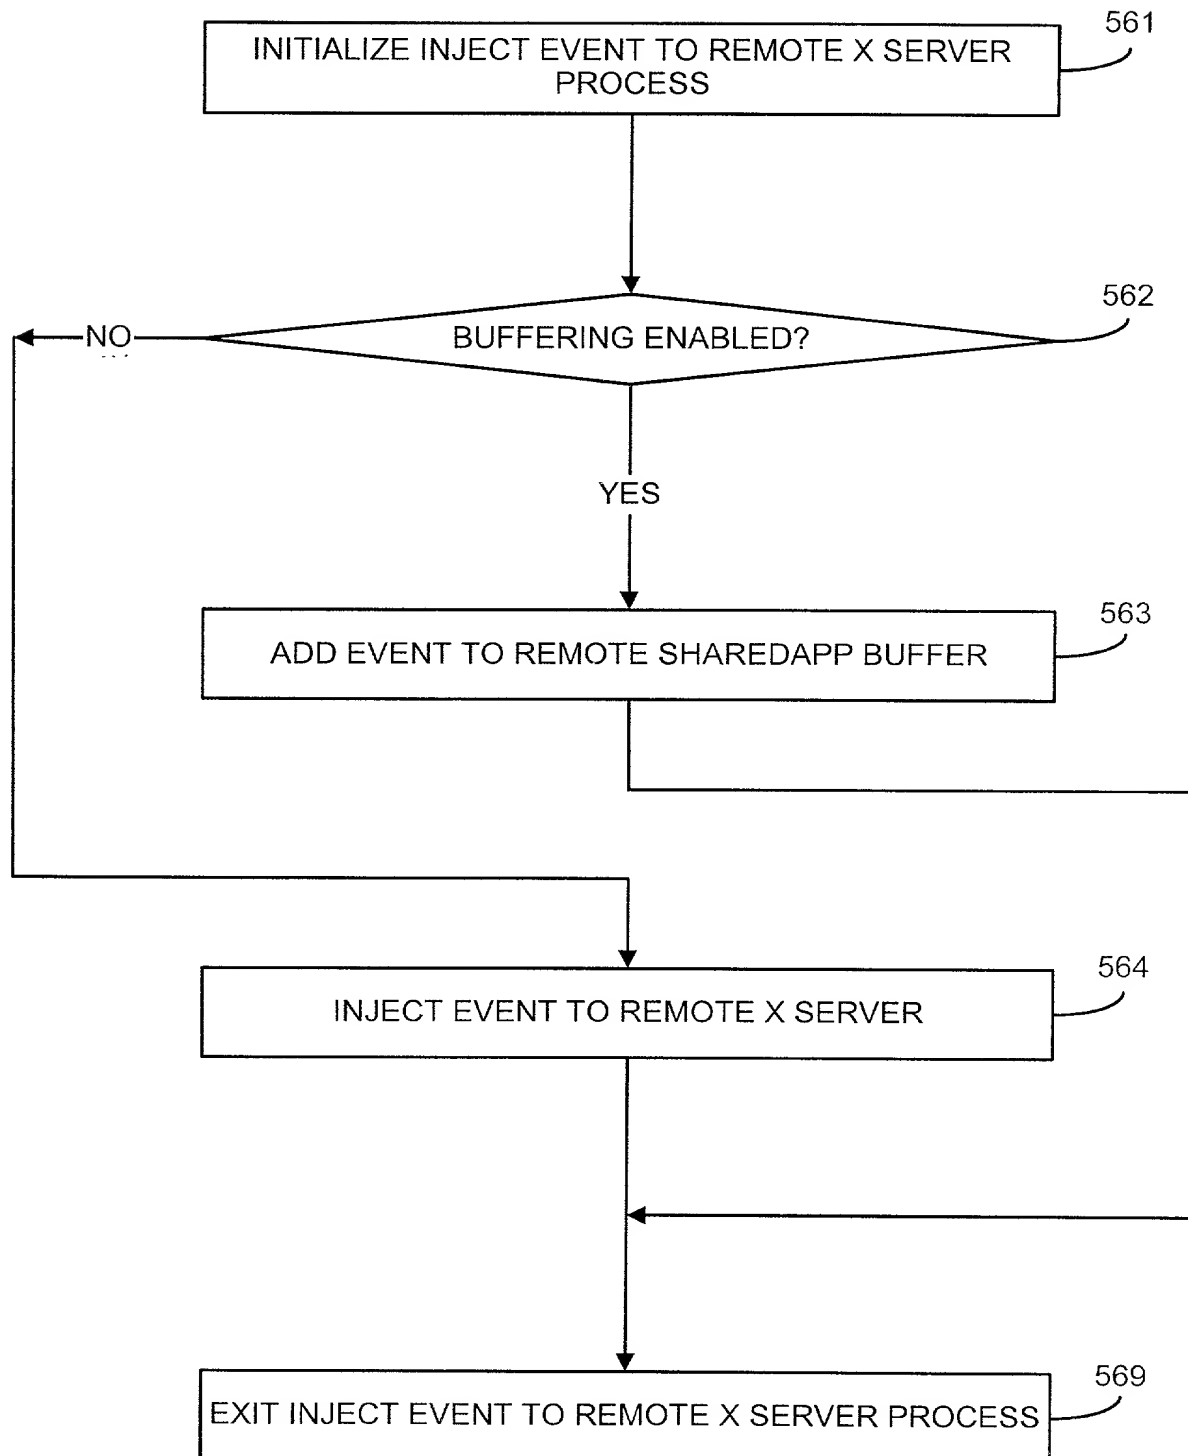 561
INITIALIZE INJECT EVENT TO REMOTE X SERVER
PROCESS
562
BUFFERING ENABLED?
NO
YES
563
ADD EVENT TO REMOTE SHAREDAPP BUFFER
564
INJECT EVENT TO REMOTE X SERVER
569
EXIT INJECT EVENT TO REMOTE X SERVER PROCESS